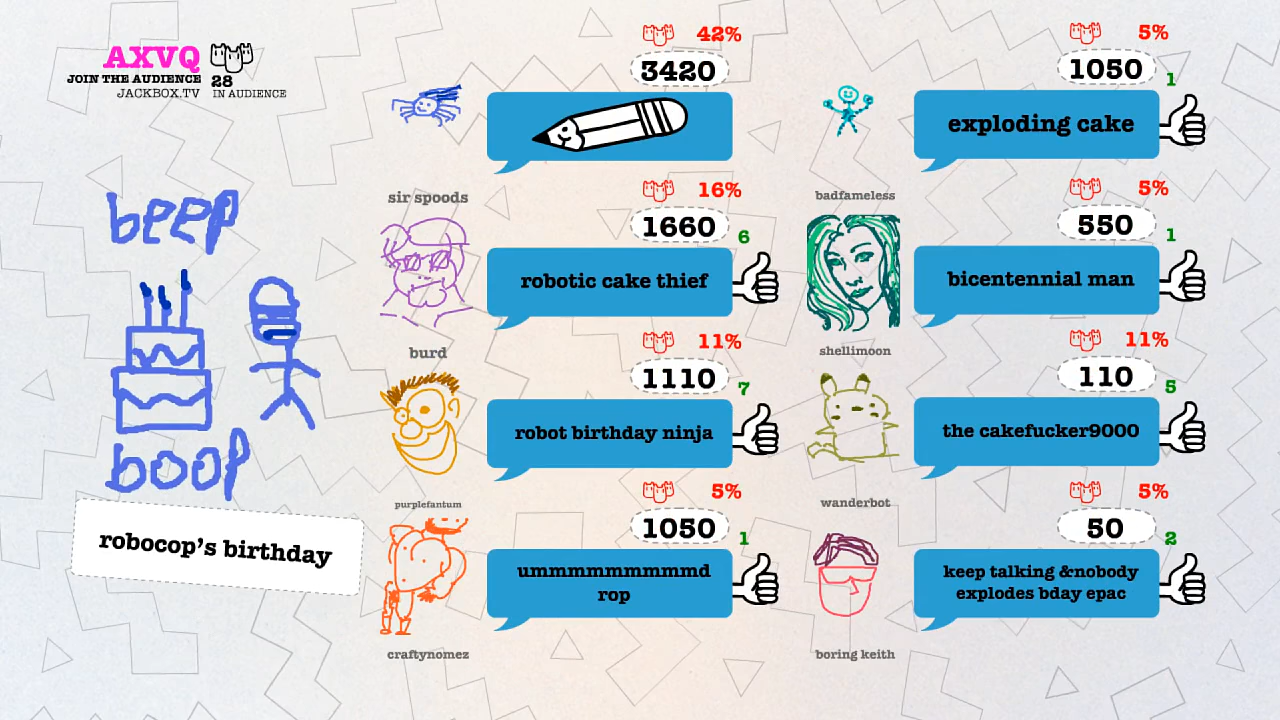 AXVQ
JOIN THE AUDIENCE
JACKBOX.TV
28
IN AUDIENCE
beep
boop
robocop's birthday
42%
3420
sir spoods
16%
1660
6
robotic cake thief
burd
11%
1110
7
robot birthday ninja
purplefantum
5%
1050
1
ummmmmmmmmd
rop
craftynomez
5%
1050
1
exploding cake
badfameless
5%
550
1
bicentennial man
shellimoon
11%
110
5
the cakefucker9000
wanderbot
5%
50
2
keep talking &nobody
explodes bday epac
boring keith